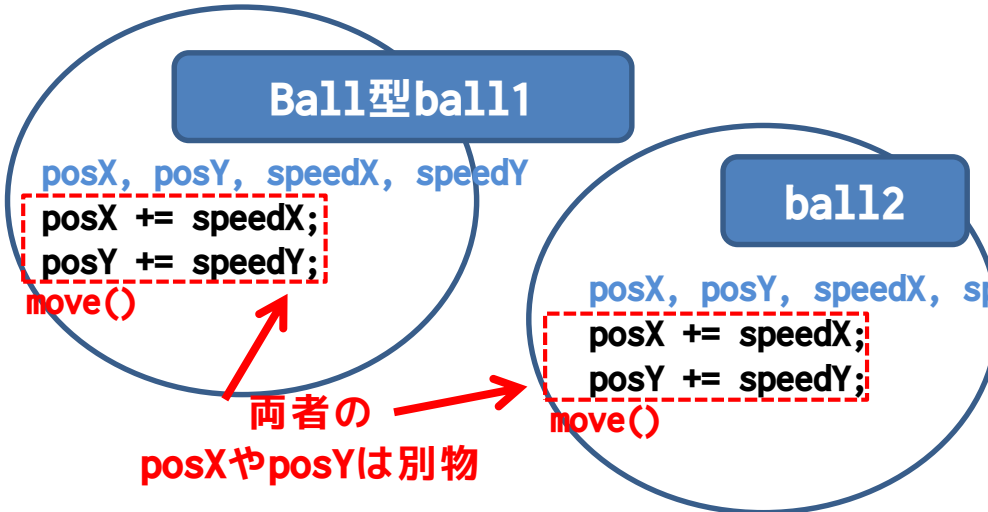 Ball型ball1
posX, posY, speedX, speedY
posX += speedX;
posY += speedY;
move()
ball2
posX, posY, speedX, sp
posX += speedX;
posY += speedY;
move()
両者の
posXやposYは別物